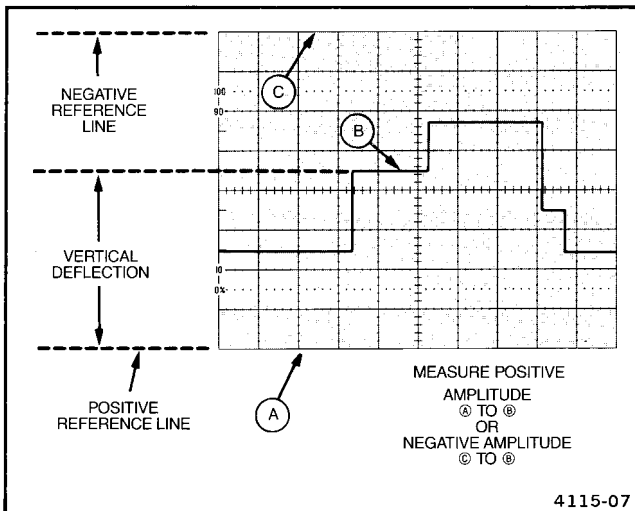 NEGATIVE
REFERENCE
LINE
C
100
90
B
VERTICAL
DEFLECTION
10
0%
A
POSITIVE
REFERENCE LINE
MEASURE POSITIVE
AMPLITUDE
Ⓐ TO Ⓑ
OR
NEGATIVE AMPLITUDE
Ⓒ TO Ⓑ
4115-07